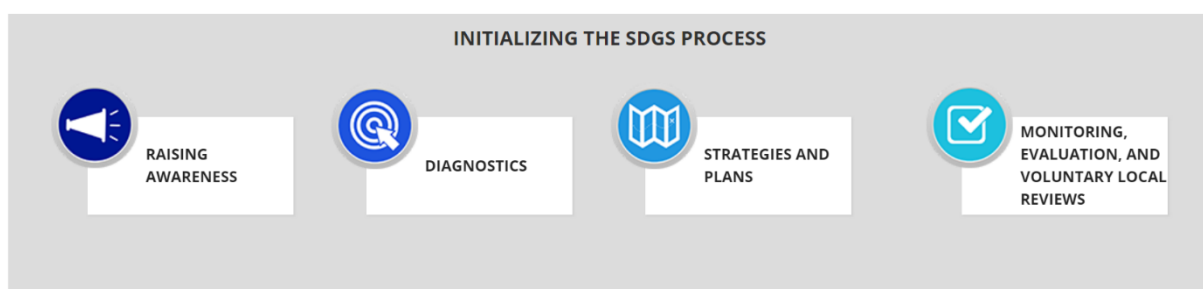 INITIALIZING THE SDGS PROCESS
RAISING
AWARENESS
DIAGNOSTICS
STRATEGIES AND
PLANS
MONITORING,
EVALUATION, AND
VOLUNTARY LOCAL
REVIEWS